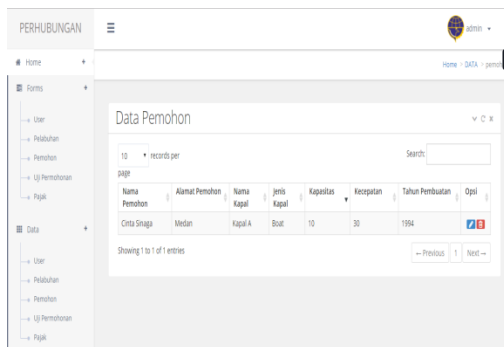 PERHUBUNGAN
admin
Home
Home > DATA > pemoh
Forms
User
Pelabuhan
Pemohon
Uji Permohonan
Pajak
Data
User
Pelabuhan
Pemohon
Uji Permohonan
Pajak
Data Pemohon
10 records per
page
Search:
Nama Pemohon Alamat Pemohon Nama Kapal Jenis Kapal Kapasitas Kecepatan Tahun Pembuatan Opsi
Cinta Sinaga Medan Kapal A Boat 10 30 1994
Showing 1 to 1 of 1 entries
← Previous 1 Next →